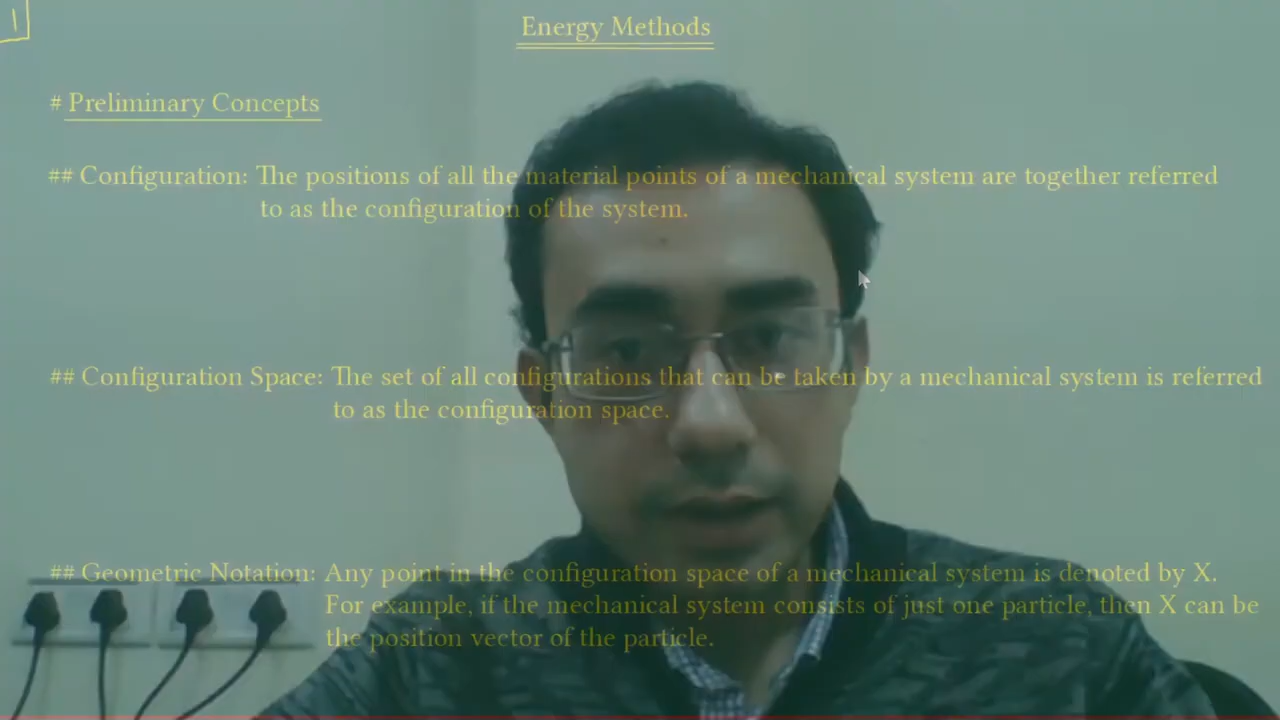 1
Energy Methods
# Preliminary Concepts
## Configuration: The positions of all the material points of a mechanical system are together referred
to as the configuration of the system.
## Configuration Space: The set of all configurations that can be taken by a mechanical system is referred
to as the configuration space.
## Geometric Notation: Any point in the configuration space of a mechanical system is denoted by X.
For example, if the mechanical system consists of just one particle, then X can be
the position vector of the particle.